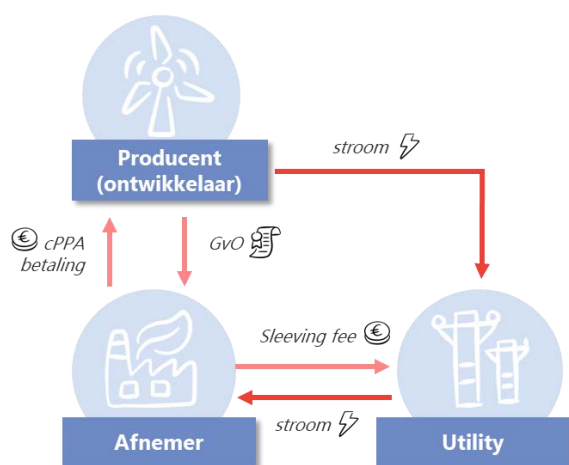 Producent
(ontwikkelaar)
stroom
cPPA
betaling
GvO
Sleeving fee
stroom
Afnemer
Utility